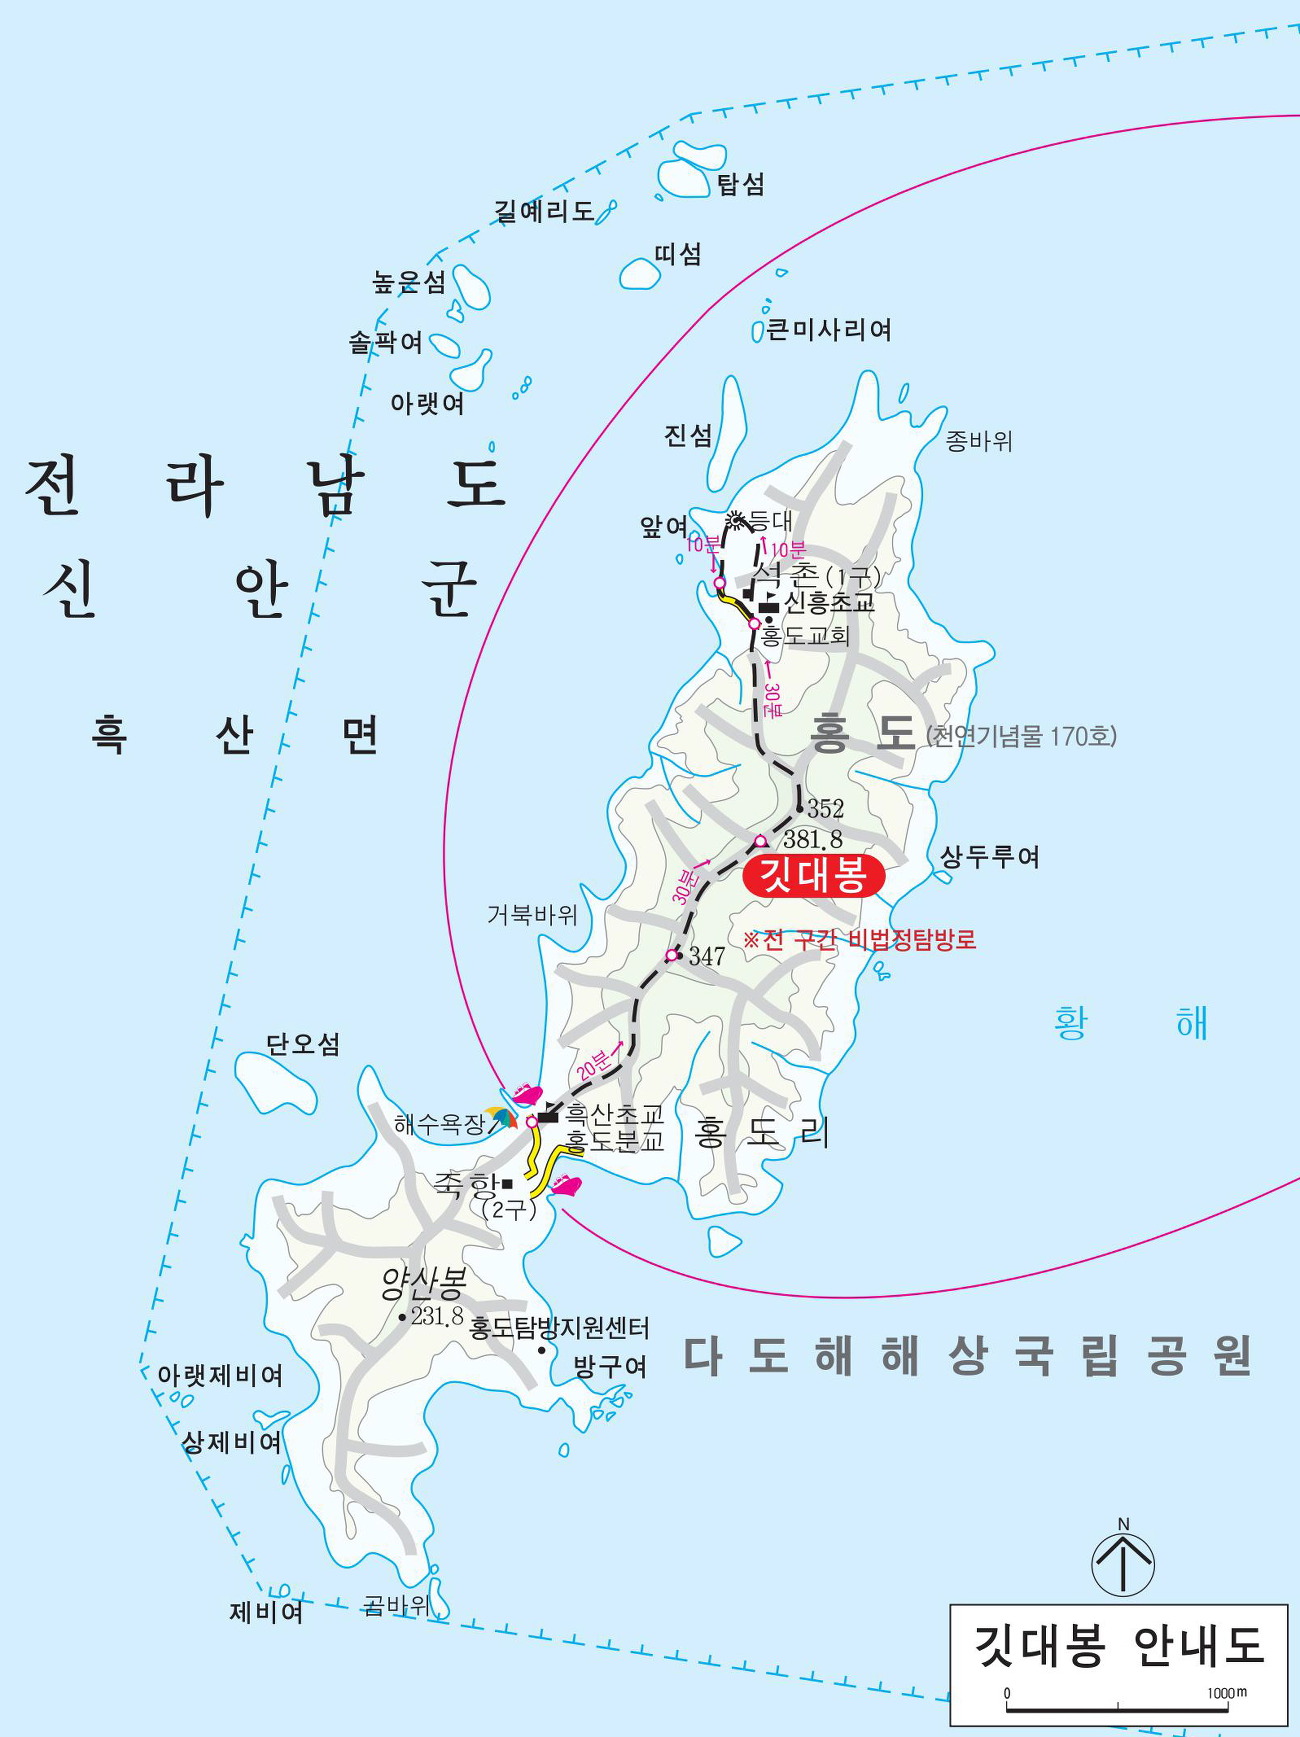 탑섬
길예리도
띠섬
높은섬
큰미사리여
솔팍여
아랫여
진섬
종바위
전 라 남 도
앞여
등대
10분
10분
석촌(1구)
신 안 군
신흥초교
홍도교회
30분
흑 산 면
홍 도 (천연기념물 170호)
352
381.8
상두루여
깃대봉
30분
거북바위
※전 구간 비법정탐방로
347
황 해
단오섬
20분
해수욕장
흑산초교
홍도분교
홍 도 리
죽항
(2구)
양산봉
231.8
홍도탐방지원센터
다 도 해 해 상 국 립 공 원
방구여
아랫제비여
상제비여
N
제비여
곰바위
깃대봉 안내도
0 1000m